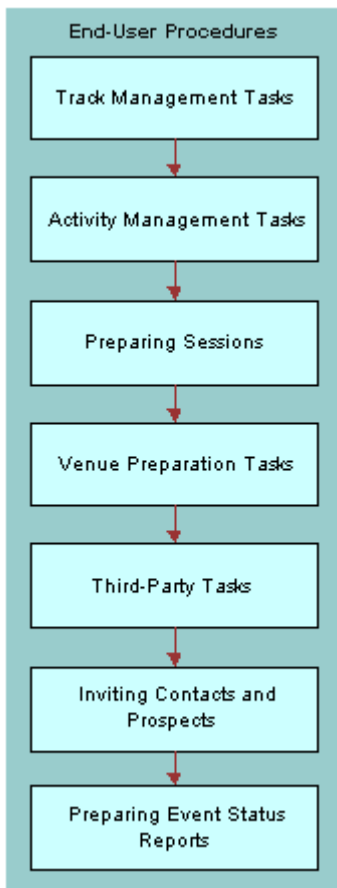 End-User Procedures
Track Management Tasks
Activity Management Tasks
Preparing Sessions
Venue Preparation Tasks
Third-Party Tasks
Inviting Contacts and
Prospects
Preparing Event Status
Reports